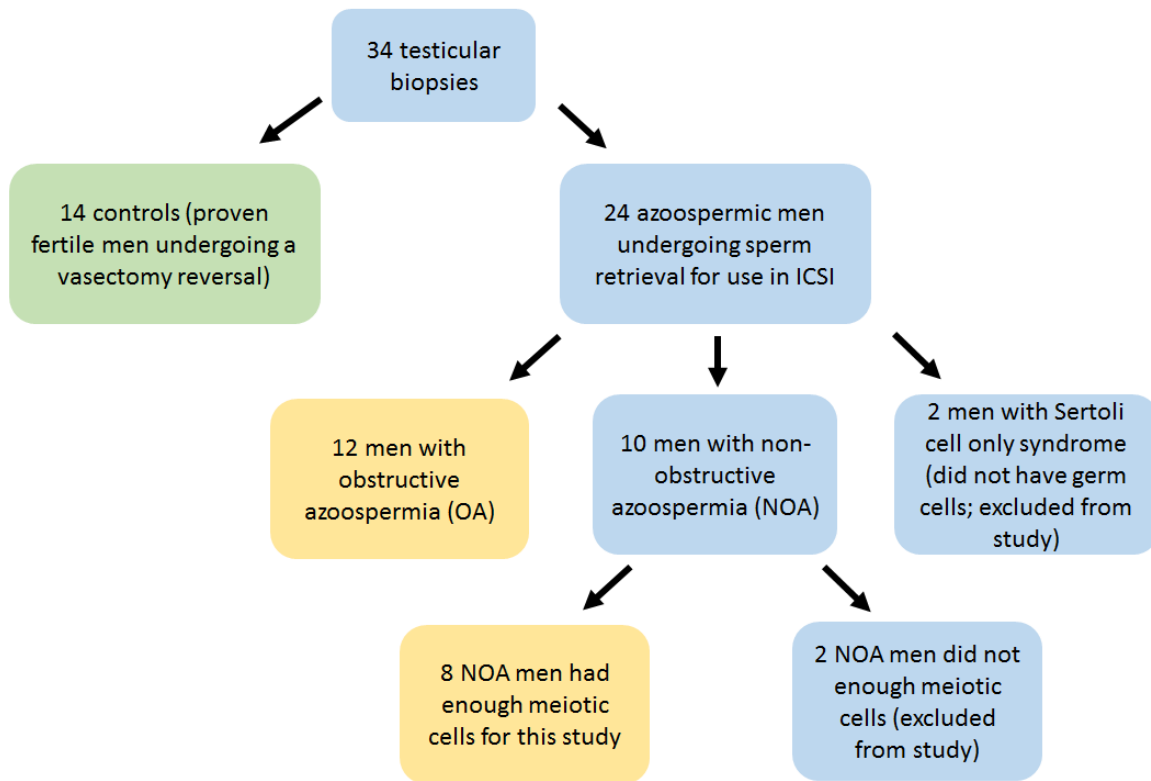 34 testicular
biopsies
14 controls (proven
fertile men undergoing a
vasectomy reversal)
24 azoospermic men
undergoing sperm
retrieval for use in ICSI
12 men with
obstructive
azoospermia (OA)
10 men with non-
obstructive
azoospermia (NOA)
2 men with Sertoli
cell only syndrome
(did not have germ
cells; excluded from
study)
8 NOA men had
enough meiotic
cells for this study
2 NOA men did not
enough meiotic
cells (excluded
from study)